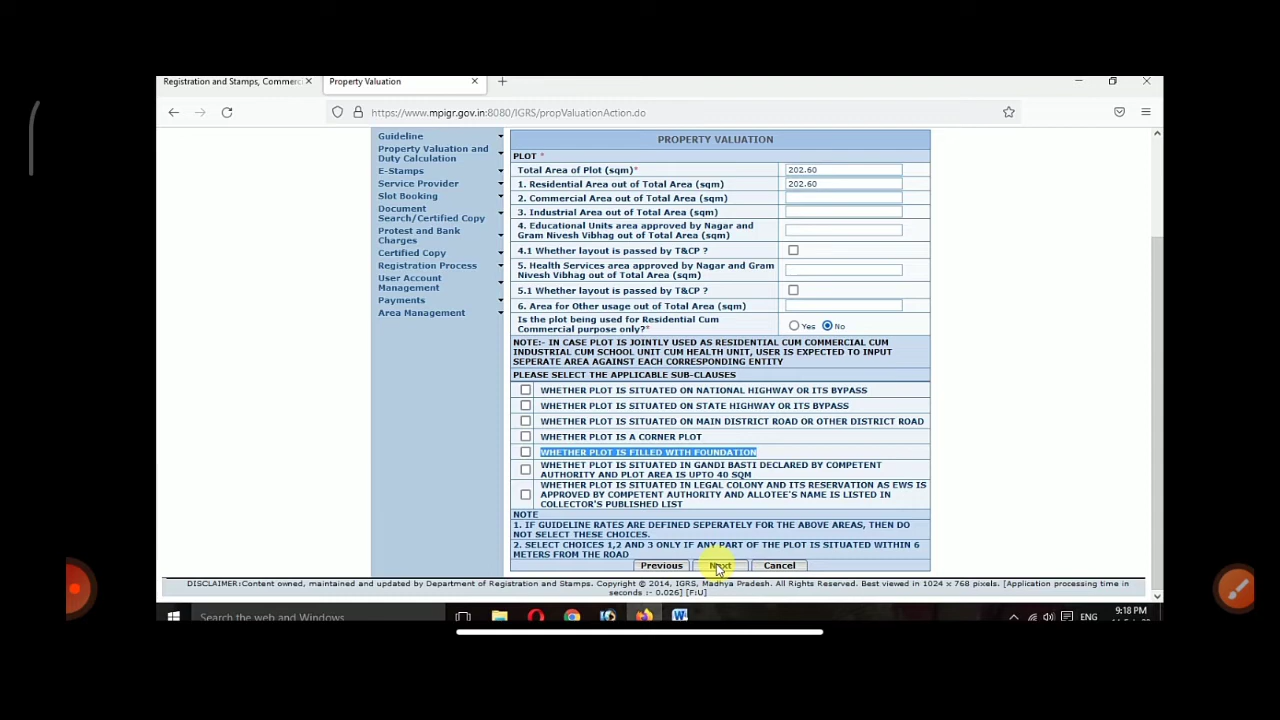 Registration and Stamps, Commerci
Property Valuation
https://www.mpigr.gov.in:8080/IGRS/propValuationAction.do
Guideline
Property Valuation and
Duty Calculation
E-Stamps
Service Provider
Slot Booking
Document
Search/Certified Copy
Protest and Bank
Charges
Certified Copy
Registration Process
User Account
Management
Payments
Area Management
PROPERTY VALUATION
PLOT *
Total Area of Plot (sqm)* 202.60
1. Residential Area out of Total Area (sqm) 202.60
2. Commercial Area out of Total Area (sqm)
3. Industrial Area out of Total Area (sqm)
4. Educational Units area approved by Nagar and
Gram Nivesh Vibhag out of Total Area (sqm)
4.1 Whether layout is passed by T&CP ?
5. Health Services area approved by Nagar and Gram
Nivesh Vibhag out of Total Area (sqm)
5.1 Whether layout is passed by T&CP ?
6. Area for Other usage out of Total Area (sqm)
Is the plot being used for Residential Cum
Commercial purpose only?* Yes No
NOTE:- IN CASE PLOT IS JOINTLY USED AS RESIDENTIAL CUM COMMERCIAL CUM
INDUSTRIAL CUM SCHOOL UNIT CUM HEALTH UNIT, USER IS EXPECTED TO INPUT
SEPERATE AREA AGAINST EACH CORRESPONDING ENTITY
PLEASE SELECT THE APPLICABLE SUB-CLAUSES
WHETHER PLOT IS SITUATED ON NATIONAL HIGHWAY OR ITS BYPASS
WHETHER PLOT IS SITUATED ON STATE HIGHWAY OR ITS BYPASS
WHETHER PLOT IS SITUATED ON MAIN DISTRICT ROAD OR OTHER DISTRICT ROAD
WHETHER PLOT IS A CORNER PLOT
WHETHER PLOT IS FILLED WITH FOUNDATION
WHETHET PLOT IS SITUATED IN GANDI BASTI DECLARED BY COMPETENT
AUTHORITY AND PLOT AREA IS UPTO 40 SQM
WHETHER PLOT IS SITUATED IN LEGAL COLONY AND ITS RESERVATION AS EWS IS
APPROVED BY COMPETENT AUTHORITY AND ALLOTEE'S NAME IS LISTED IN
COLLECTOR'S PUBLISHED LIST
NOTE
1. IF GUIDELINE RATES ARE DEFINED SEPERATELY FOR THE ABOVE AREAS, THEN DO
NOT SELECT THESE CHOICES.
2. SELECT CHOICES 1,2 AND 3 ONLY IF ANY PART OF THE PLOT IS SITUATED WITHIN 6
METERS FROM THE ROAD
Previous Next Cancel
DISCLAIMER:Content owned, maintained and updated by Department of Registration and Stamps. Copyright © 2014, IGRS, Madhya Pradesh. All Rights Reserved. Best viewed in 1024 x 768 pixels. [Application processing time in
seconds :- 0.026] [F:U]
Search the web and Windows
ENG
9:18 PM